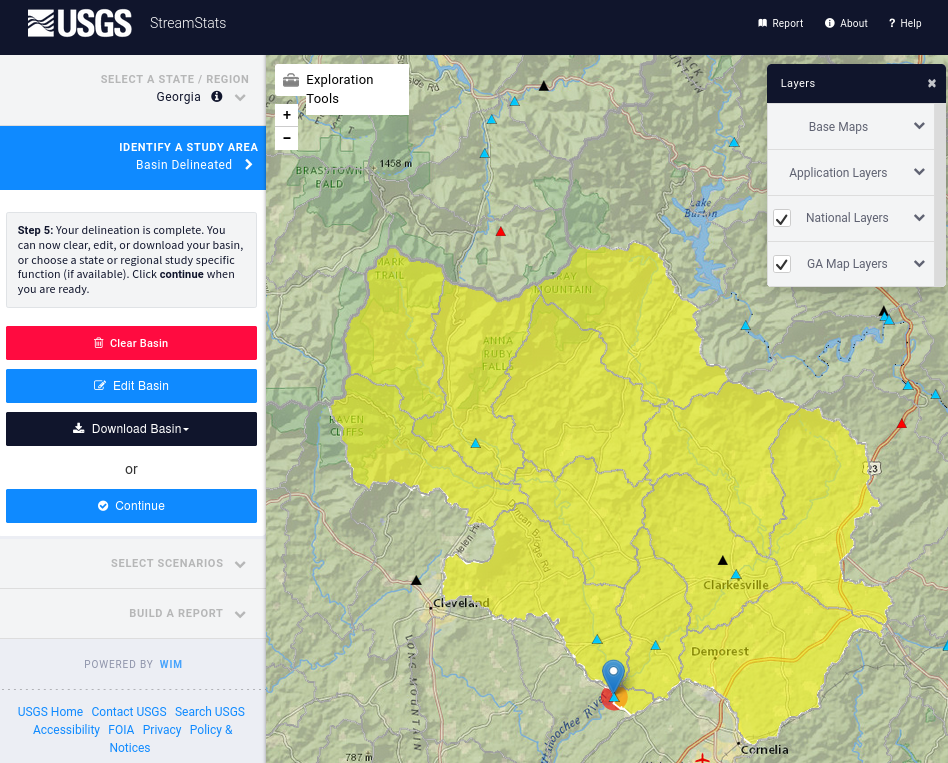 USGS StreamStats
Report About Help
SELECT A STATE / REGION
Georgia
IDENTIFY A STUDY AREA
Basin Delineated
Step 5: Your delineation is complete. You
can now clear, edit, or download your basin,
or choose a state or regional study specific
function (if available). Click continue when
you are ready.
Clear Basin
Edit Basin
Download Basin
or
Continue
SELECT SCENARIOS
BUILD A REPORT
POWERED BY WIM
USGS Home Contact USGS Search USGS
Accessibility FOIA Privacy Policy &
Notices
Exploration
Tools
+
−
Layers
Base Maps
Application Layers
National Layers
GA Map Layers
1458 m
BRASSTOWN
BALD
Lake
Burton
MARK
TRAIL
TRAY
MOUNTAIN
ANNA
RUBY
FALLS
RAVEN
CLIFFS
23
Duncan Bridge Rd
Helen Hwy
Clarkesville
Cleveland
Demorest
LONG MOUNTAIN
Cornelia
787 m